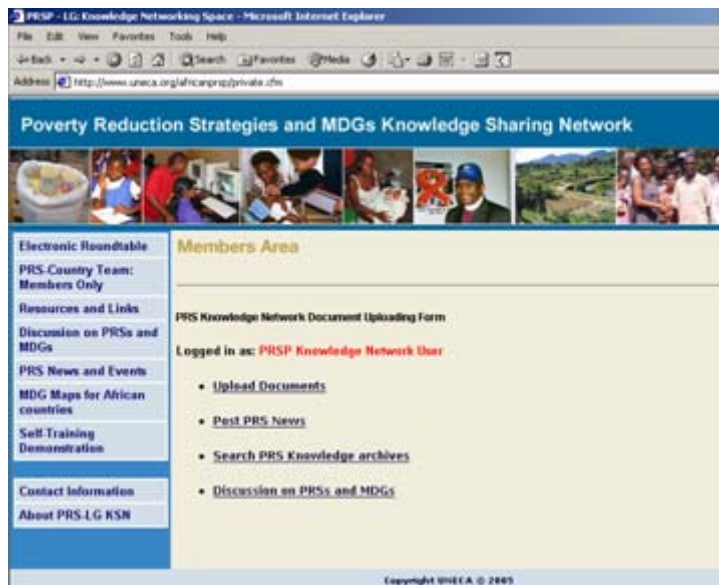 PRSP - LG: Knowledge Networking Space - Microsoft Internet Explorer
File Edit View Favorites Tools Help
Back Search Favorites Media
Address http://www.uneca.org/africanprsp/private.cfm
Poverty Reduction Strategies and MDGs Knowledge Sharing Network
Electronic Roundtable
PRS-Country Team:
Members Only
Resources and Links
Discussion on PRSs and
MDGs
PRS News and Events
MDG Maps for African
countries
Self-Training
Demonstration
Contact Information
About PRS-LG KSN
Members Area
PRS Knowledge Network Document Uploading Form
Logged in as: PRSP Knowledge Network User
• Upload Documents
• Post PRS News
• Search PRS Knowledge archives
• Discussion on PRSs and MDGs
Copyright UNECA © 2005